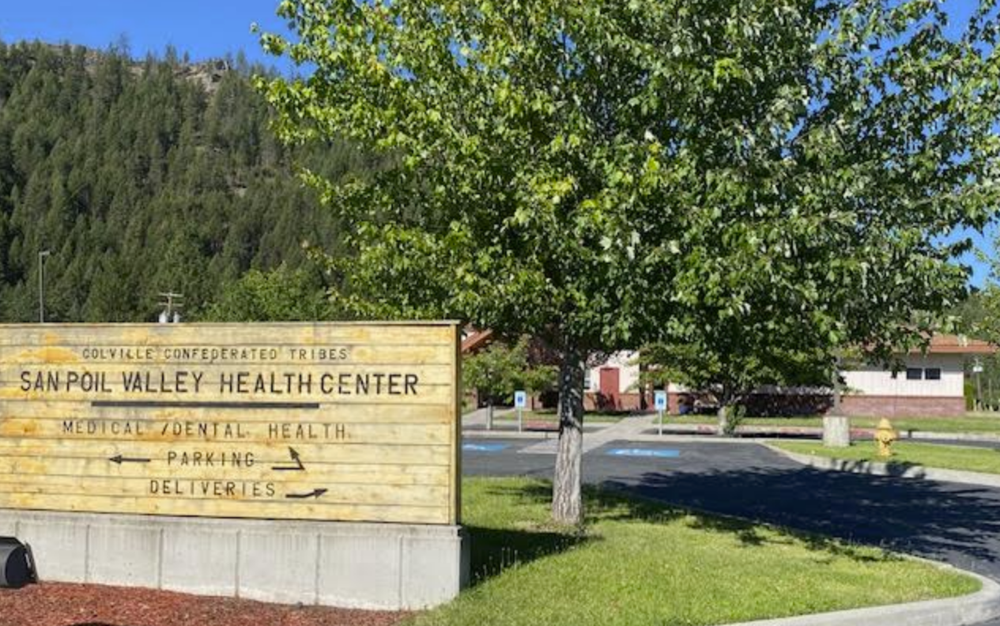 COLVILLE CONFEDERATED TRIBES
SAN POIL VALLEY HEALTH CENTER
MEDICAL / DENTAL HEALTH
PARKING
DELIVERIES